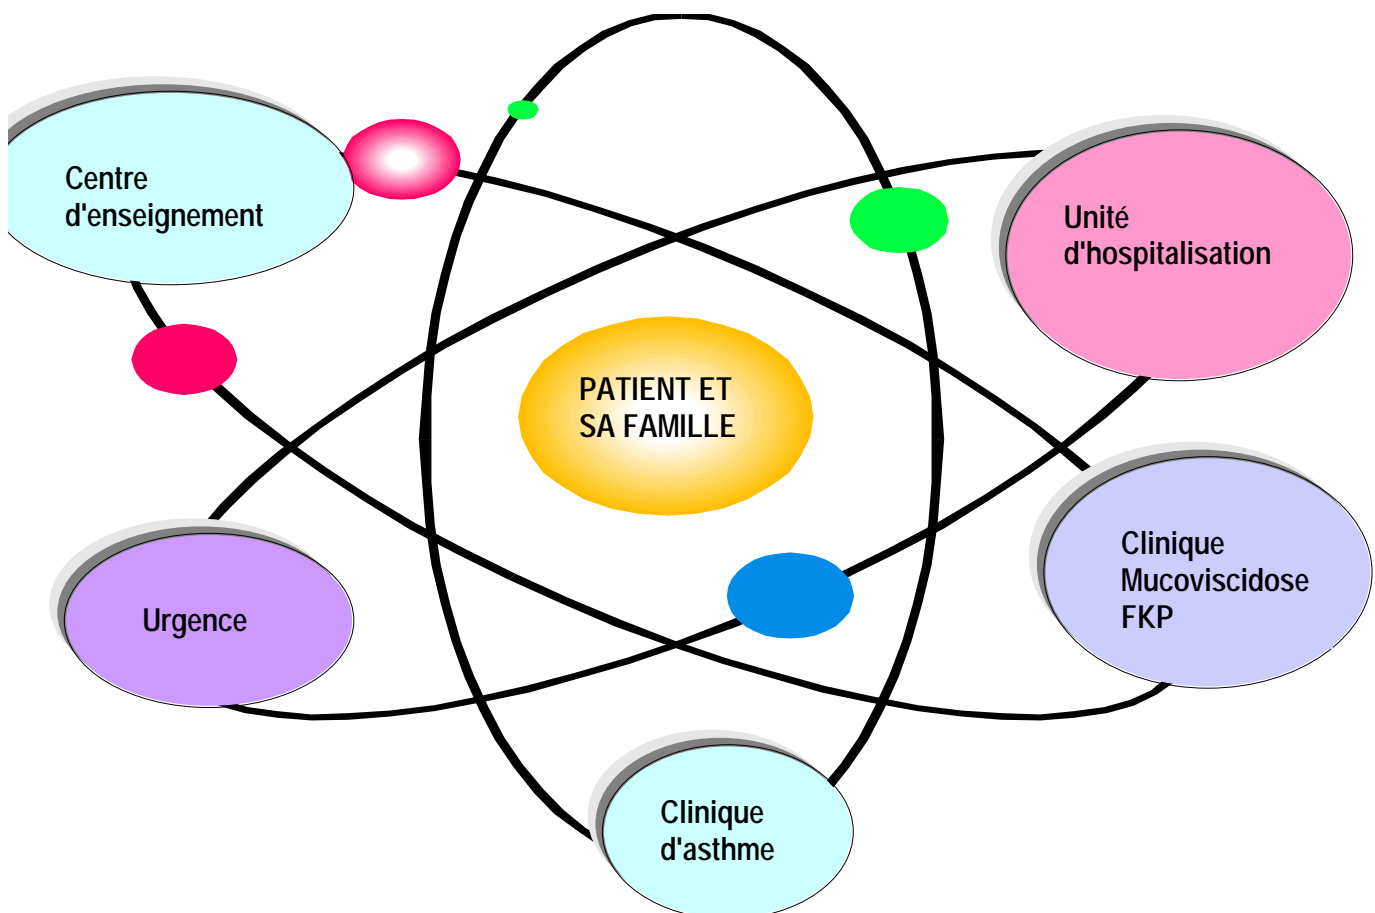 Centre
d'enseignement
Unité
d'hospitalisation
PATIENT ET
SA FAMILLE
Clinique
Mucoviscidose
FKP
Urgence
Clinique
d'asthme